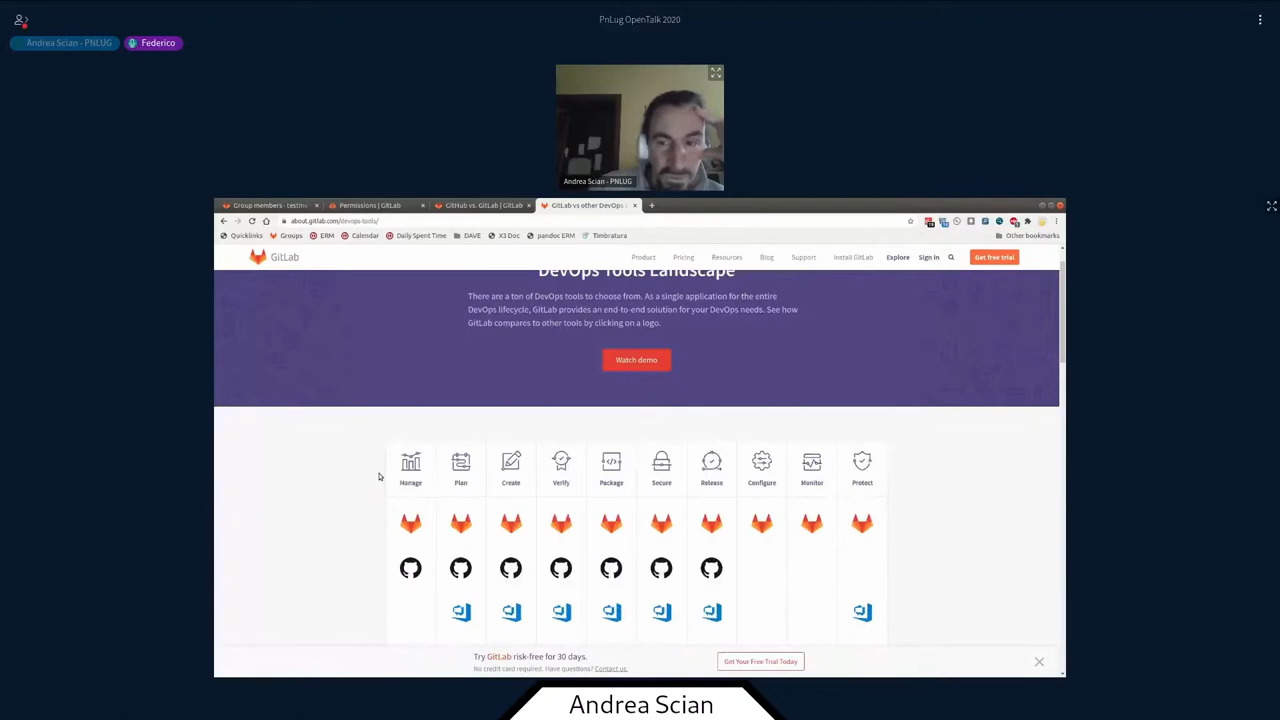 PnLug OpenTalk 2020
Andrea Scian - PNLUG
Federico
Andrea Scian - PNLUG
Group members · testme
Permissions | GitLab
GitHub vs. GitLab | GitLab
GitLab vs other DevOps
about.gitlab.com/devops-tools/
Quicklinks Groups ERM Calendar Daily Spent Time DAVE X3 Doc pandoc ERM Timbratura Other bookmarks
GitLab
Product Pricing Resources Blog Support Install GitLab Explore Sign in Get free trial
DevOps Tools Landscape
There are a ton of DevOps tools to choose from. As a single application for the entire
DevOps lifecycle, GitLab provides an end-to-end solution for your DevOps needs. See how
GitLab compares to other tools by clicking on a logo.
Watch demo
Manage Plan Create Verify Package Secure Release Configure Monitor Protect
Try GitLab risk-free for 30 days.
No credit card required. Have questions? Contact us.
Get Your Free Trial Today
Andrea Scian